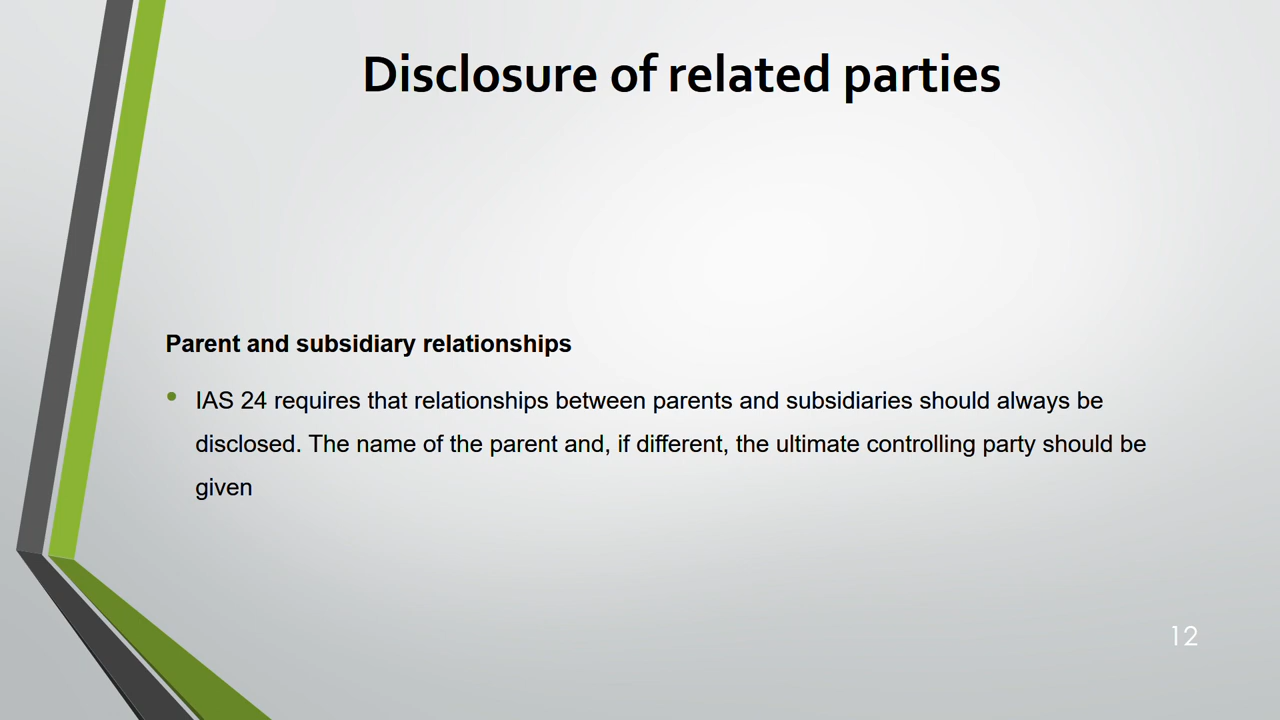 Disclosure of related parties
Parent and subsidiary relationships
• IAS 24 requires that relationships between parents and subsidiaries should always be
disclosed. The name of the parent and, if different, the ultimate controlling party should be
given
12